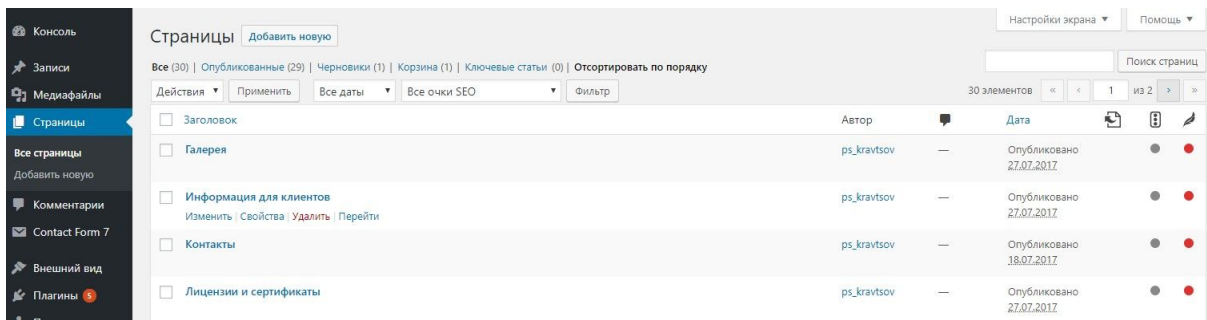 Настройки экрана ▼ Помощь ▼
Консоль
Страницы Добавить новую
Записи
Все (30) | Опубликованные (29) | Черновики (1) | Корзина (1) | Ключевые статьи (0) | Отсортировать по порядку
Поиск страниц
Медиафайлы
Действия ▼ Применить Все даты ▼ Все очки SEO ▼ Фильтр 30 элементов « ‹ 1 из 2 › »
Страницы
Заголовок Автор Дата
Все страницы
Добавить новую
Галерея ps_kravtsov — Опубликовано
27.07.2017
Комментарии
Информация для клиентов ps_kravtsov — Опубликовано
Изменить | Свойства | Удалить | Перейти 27.07.2017
Contact Form 7
Контакты ps_kravtsov — Опубликовано
18.07.2017
Внешний вид
Плагины 5
Лицензии и сертификаты ps_kravtsov — Опубликовано
27.07.2017